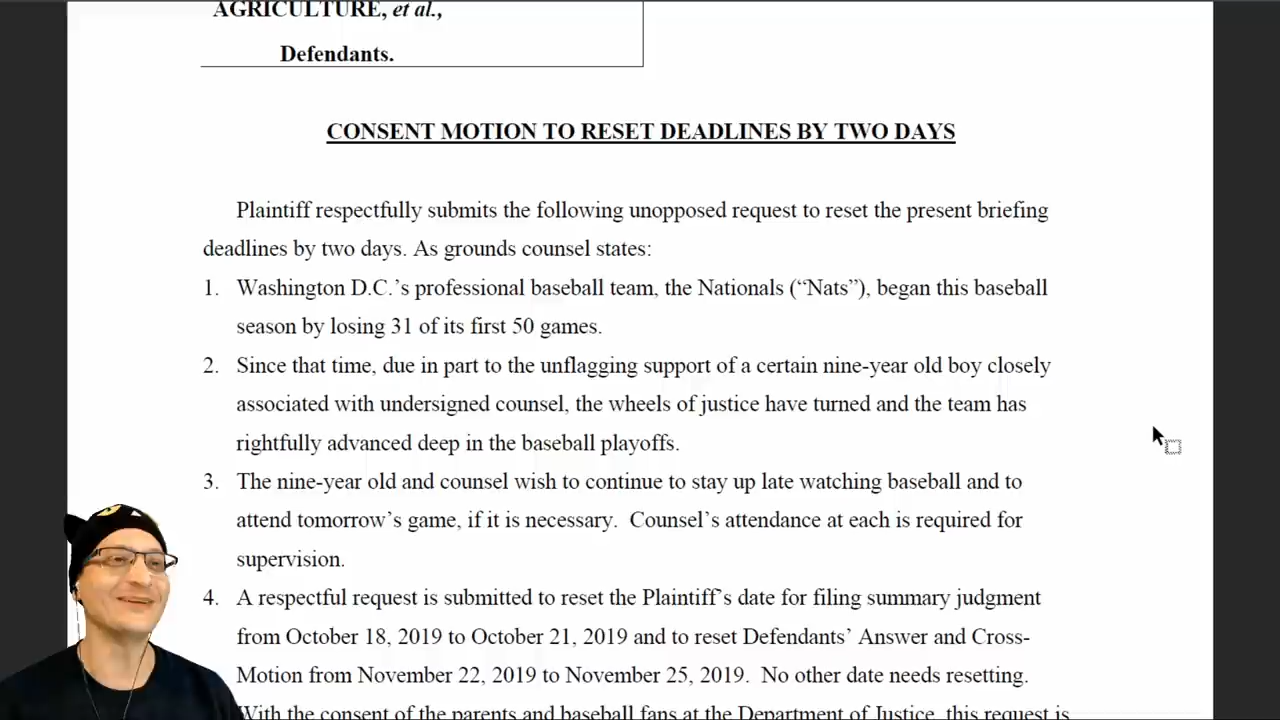 AGRICULTURE, et al.,
Defendants.
CONSENT MOTION TO RESET DEADLINES BY TWO DAYS
Plaintiff respectfully submits the following unopposed request to reset the present briefing
deadlines by two days. As grounds counsel states:
1. Washington D.C.’s professional baseball team, the Nationals (“Nats”), began this baseball
season by losing 31 of its first 50 games.
2. Since that time, due in part to the unflagging support of a certain nine-year old boy closely
associated with undersigned counsel, the wheels of justice have turned and the team has
rightfully advanced deep in the baseball playoffs.
3. The nine-year old and counsel wish to continue to stay up late watching baseball and to
attend tomorrow’s game, if it is necessary. Counsel’s attendance at each is required for
supervision.
4. A respectful request is submitted to reset the Plaintiff’s date for filing summary judgment
from October 18, 2019 to October 21, 2019 and to reset Defendants’ Answer and Cross-
Motion from November 22, 2019 to November 25, 2019. No other date needs resetting.
With the consent of the parents and baseball fans at the Department of Justice, this request is